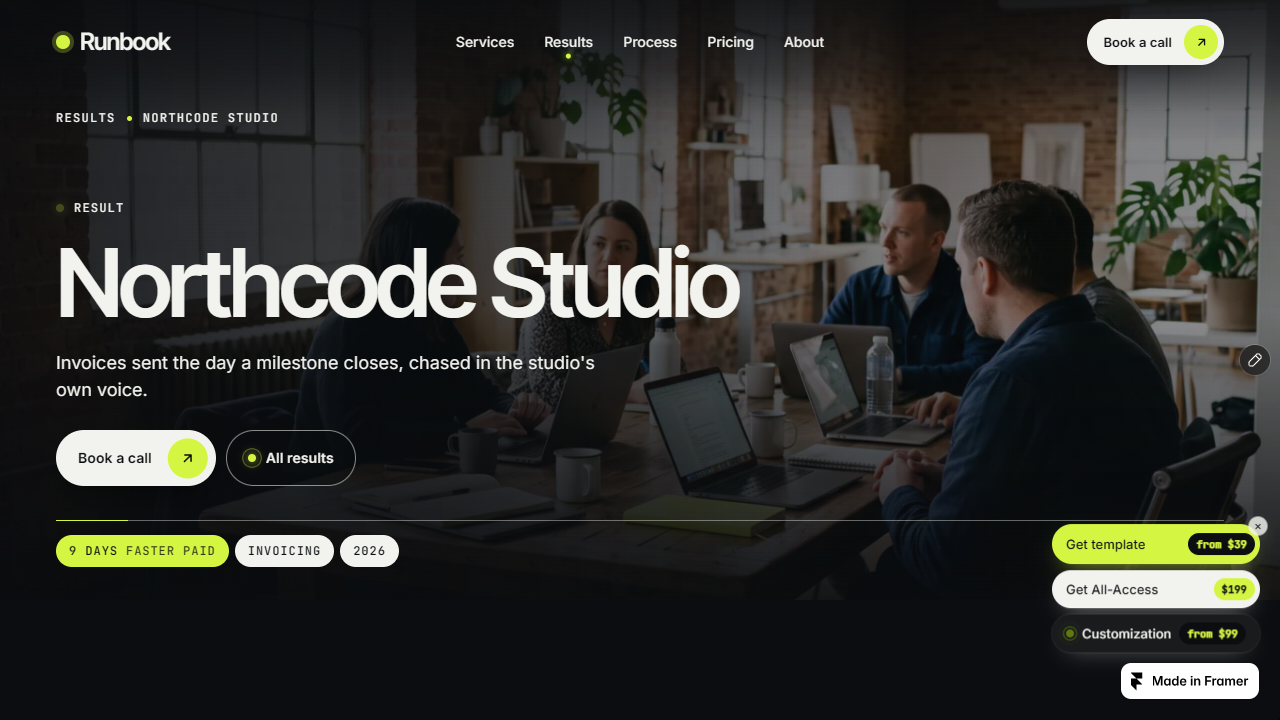 Runbook
Services
Results
Process
Pricing
About
Book a call
RESULTS
NORTHCODE STUDIO
RESULT
Northcode Studio
Invoices sent the day a milestone closes, chased in the studio's
own voice.
Book a call
All results
9 DAYS FASTER PAID
INVOICING
2026
Get template
from $39
Get All-Access
$199
Customization
from $99
Made in Framer